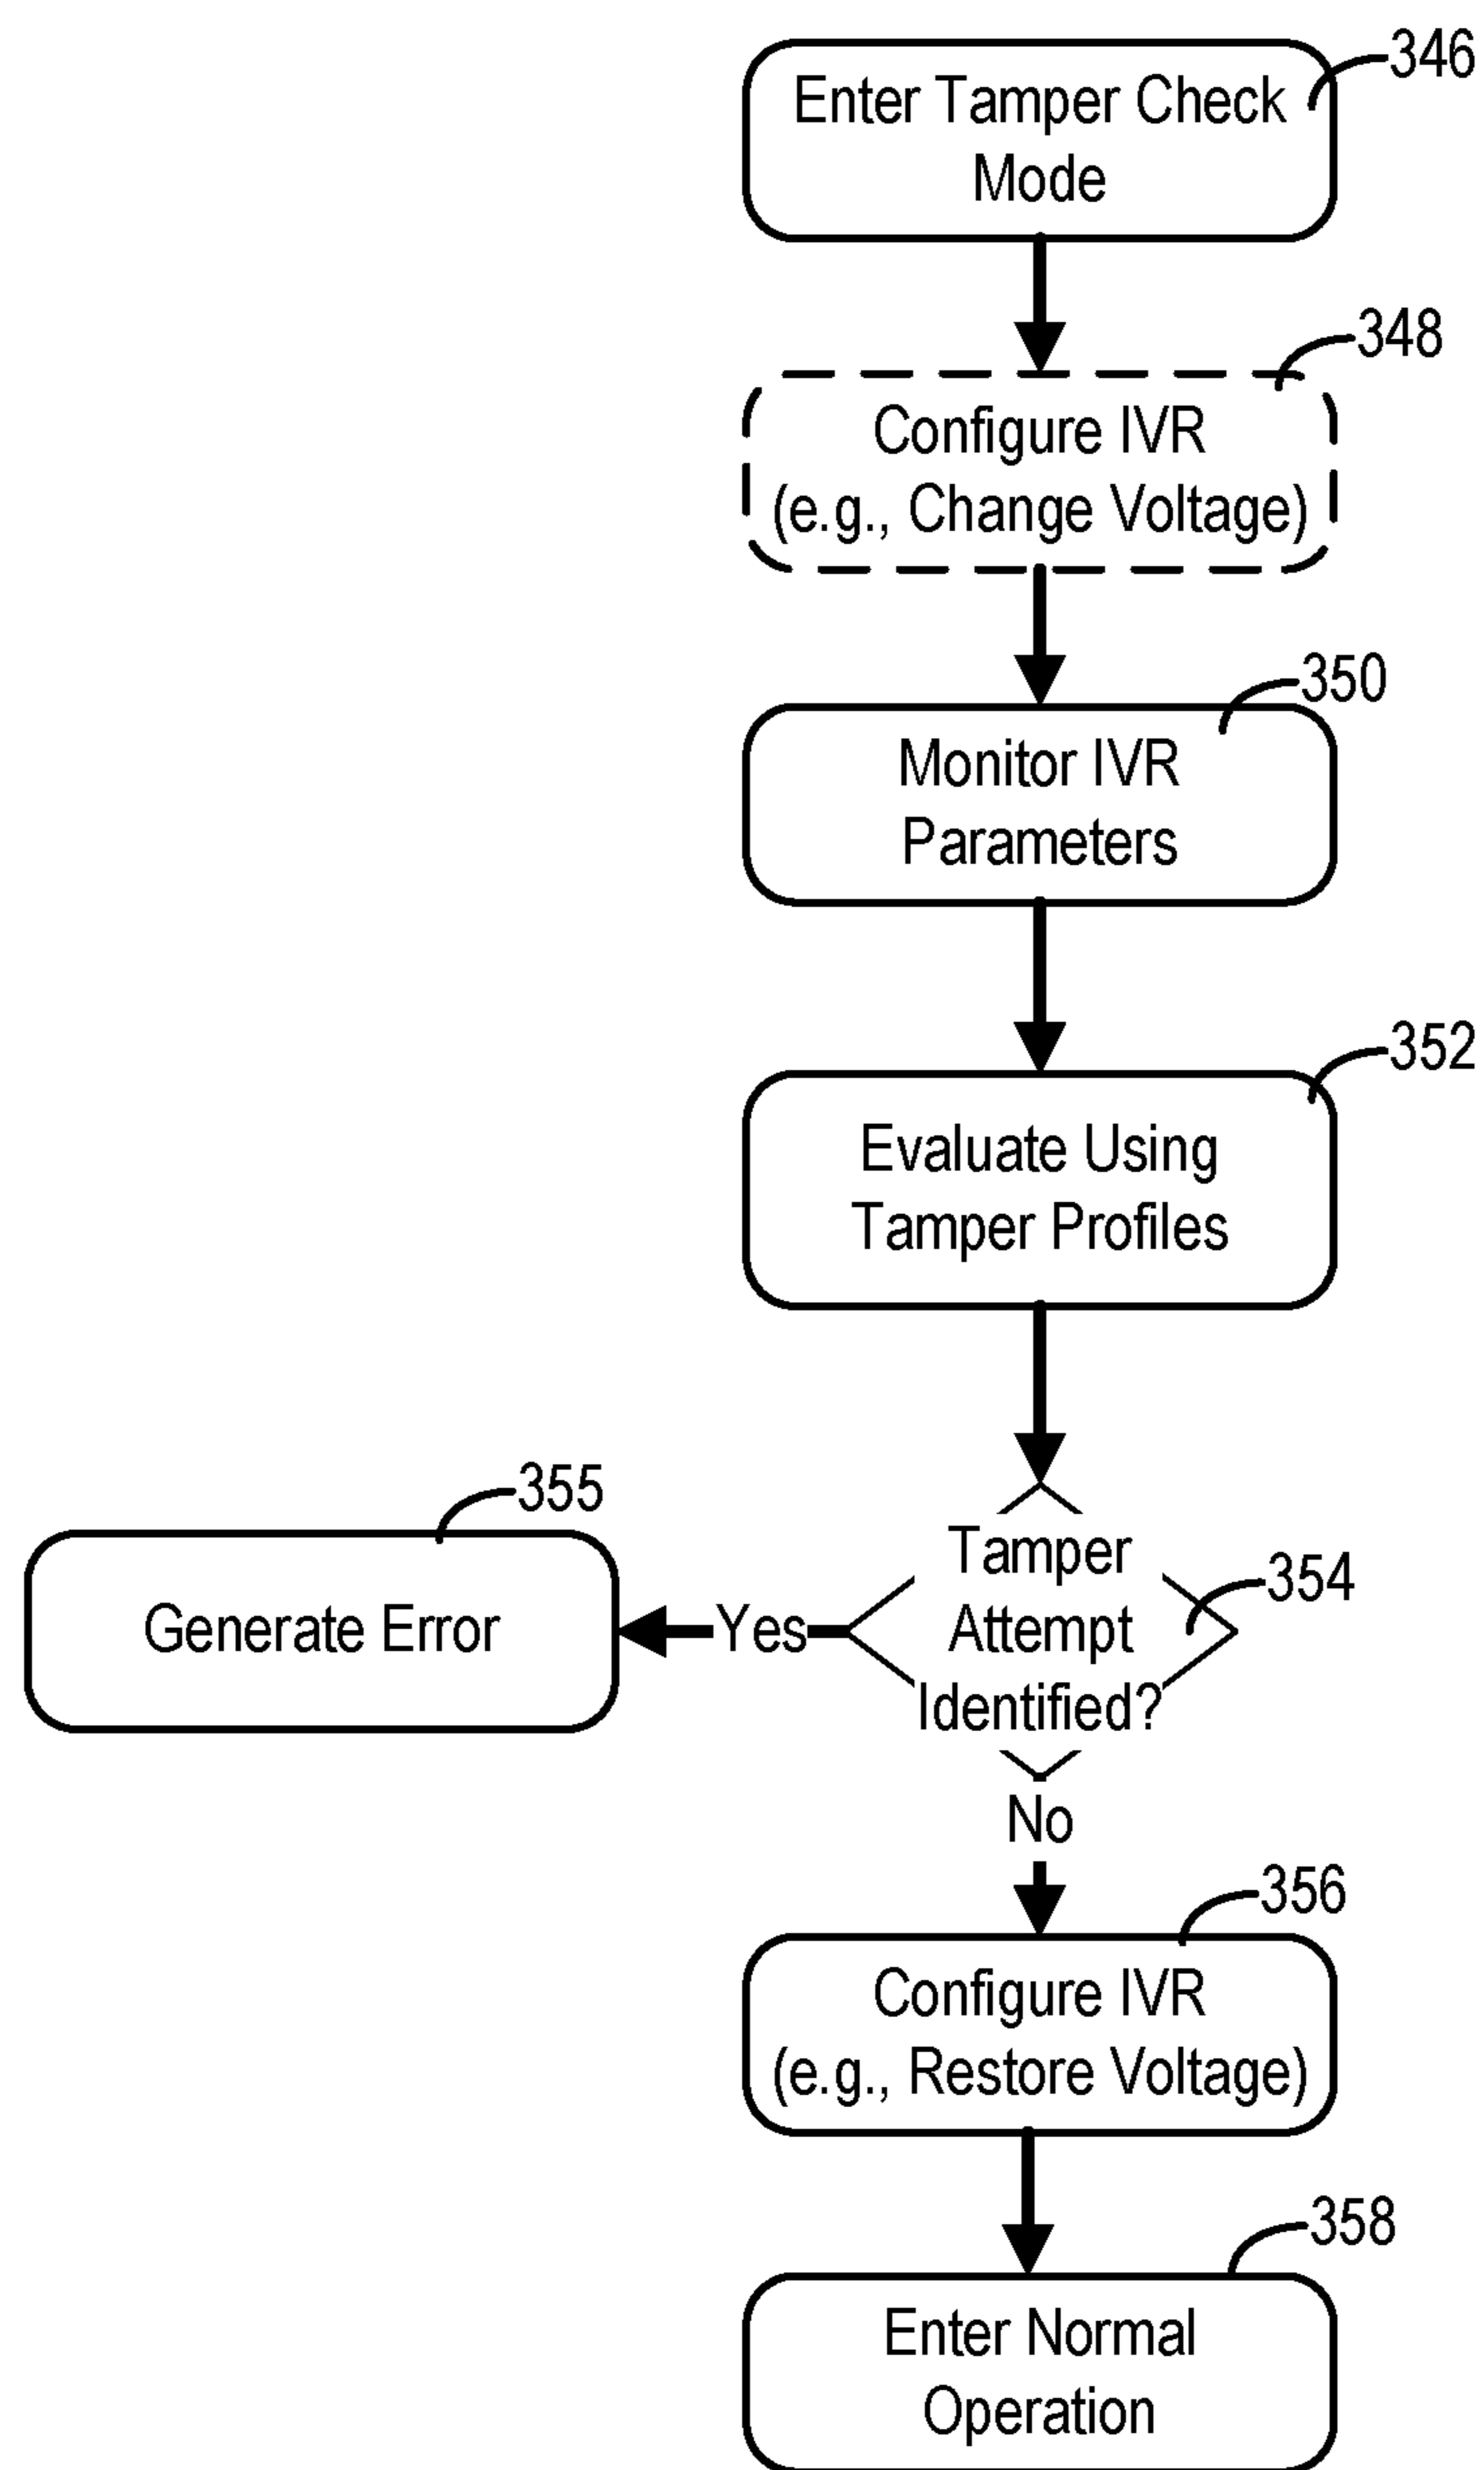 346
Enter Tamper Check
Mode
348
Configure IVR
(e.g., Change Voltage)
350
Monitor IVR
Parameters
352
Evaluate Using
Tamper Profiles
355
Generate Error
Yes
Tamper
Attempt
Identified?
354
No
356
Configure IVR
(e.g., Restore Voltage)
358
Enter Normal
Operation